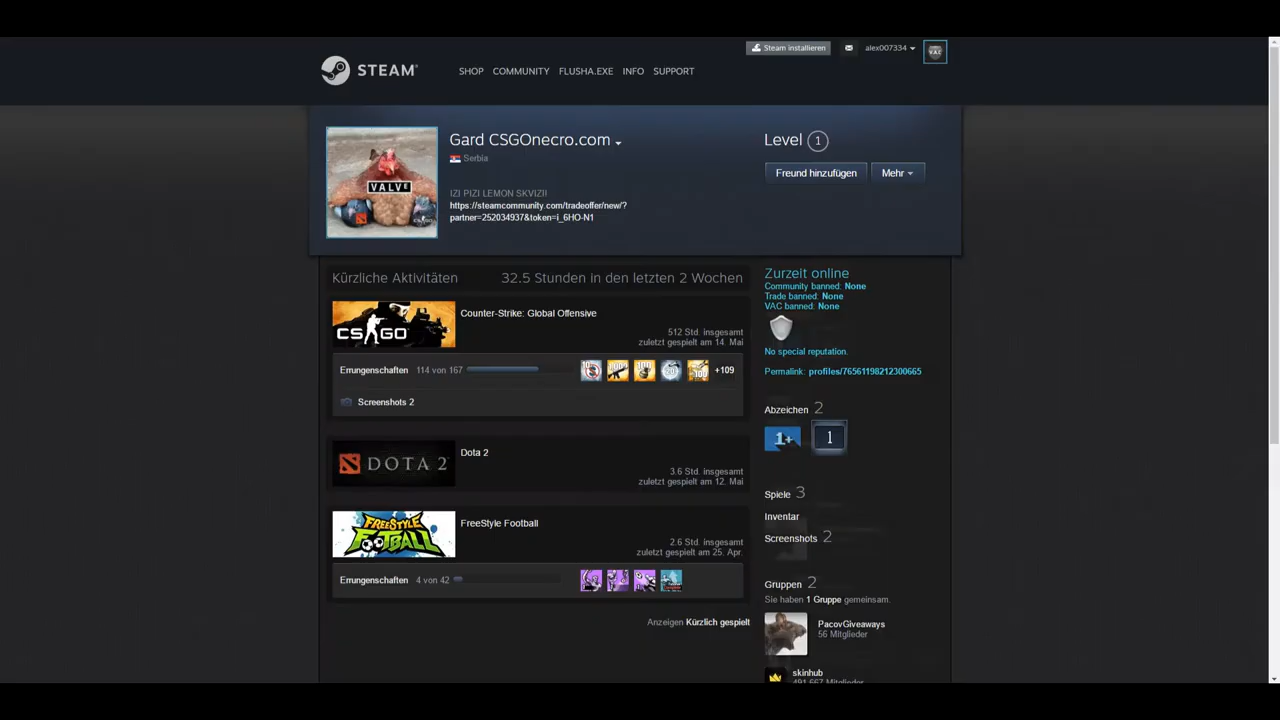 Steam installieren
alex007334
VAC
STEAM
SHOP COMMUNITY FLUSHA.EXE INFO SUPPORT
Gard CSGOnecro.com
Serbia
IZI PIZI LEMON SKVIZI!
https://steamcommunity.com/tradeoffer/new/?
partner=252034937&token=i_6HO-N1
VALVE
Level 1
Freund hinzufügen Mehr
Kürzliche Aktivitäten 32.5 Stunden in den letzten 2 Wochen
CS GO
Counter-Strike: Global Offensive
512 Std. insgesamt
zuletzt gespielt am 14. Mai
Errungenschaften 114 von 167 +109
Screenshots 2
DOTA 2
Dota 2
3.6 Std. insgesamt
zuletzt gespielt am 12. Mai
FREESTYLE
FOOTBALL
FreeStyle Football
2.6 Std. insgesamt
zuletzt gespielt am 25. Apr.
Errungenschaften 4 von 42
Anzeigen Kürzlich gespielt
Zurzeit online
Community banned: None
Trade banned: None
VAC banned: None
No special reputation.
Permalink: profiles/76561198212300665
Abzeichen 2
1+ 1
Spiele 3
Inventar
Screenshots 2
Gruppen 2
Sie haben 1 Gruppe gemeinsam.
PacovGiveaways
56 Mitglieder
skinhub
491,667 Mitglieder